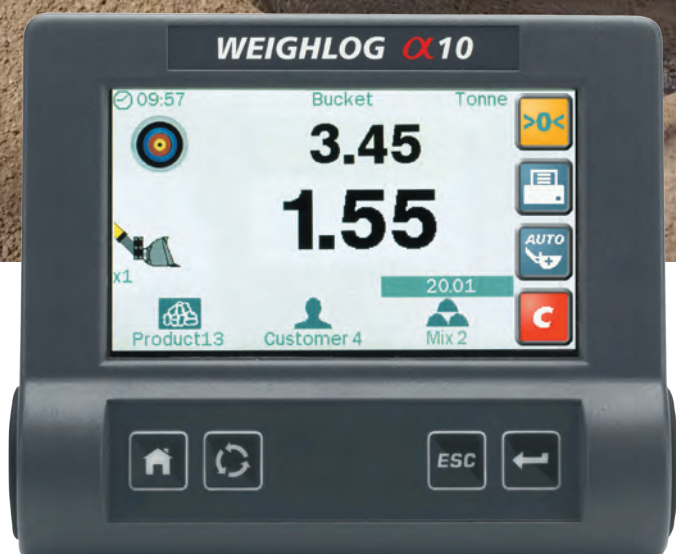 WEIGHLOG α10
09:57 Bucket Tonne
>0<
3.45
1.55
AUTO
x1
20.01
C
Product13 Customer 4 Mix 2
ESC